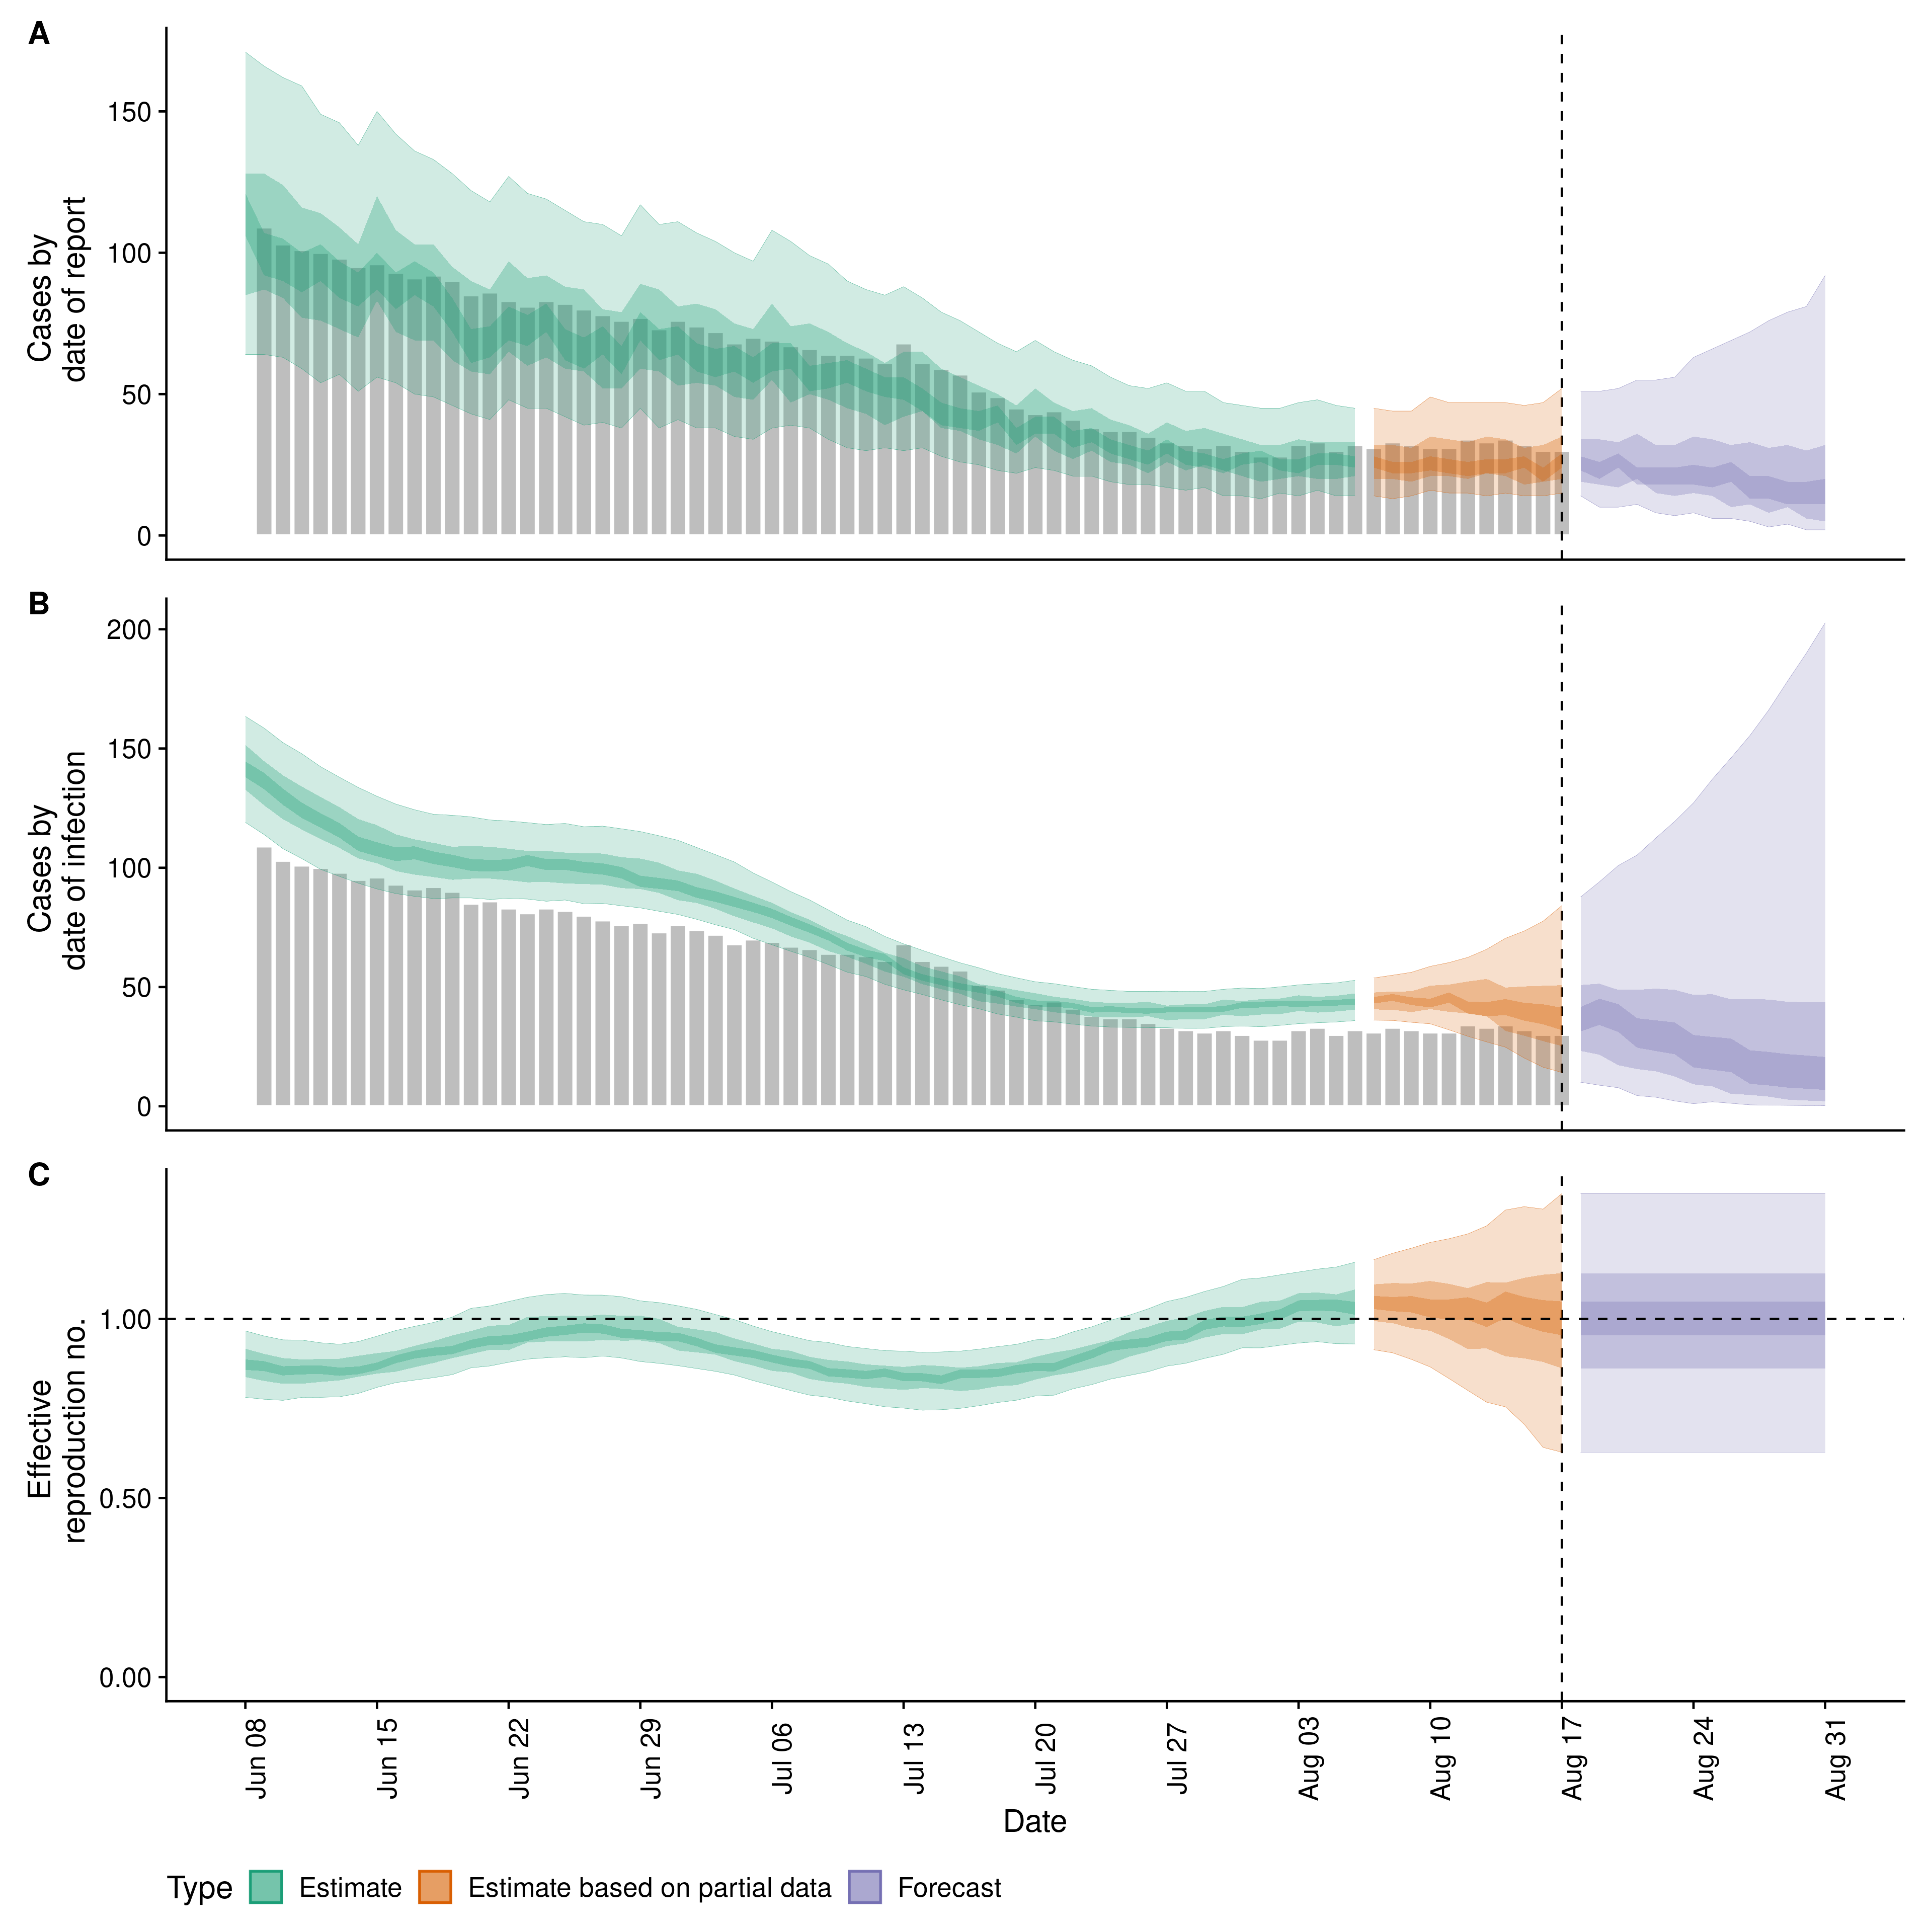 A
Cases by
date of report
150
100
50
0
B
Cases by
date of infection
200
150
100
50
0
C
Effective
reproduction no.
1.00
0.50
0.00
Jun 08
Jun 15
Jun 22
Jun 29
Jul 06
Jul 13
Jul 20
Jul 27
Aug 03
Aug 10
Aug 17
Aug 24
Aug 31
Date
Type Estimate Estimate based on partial data Forecast